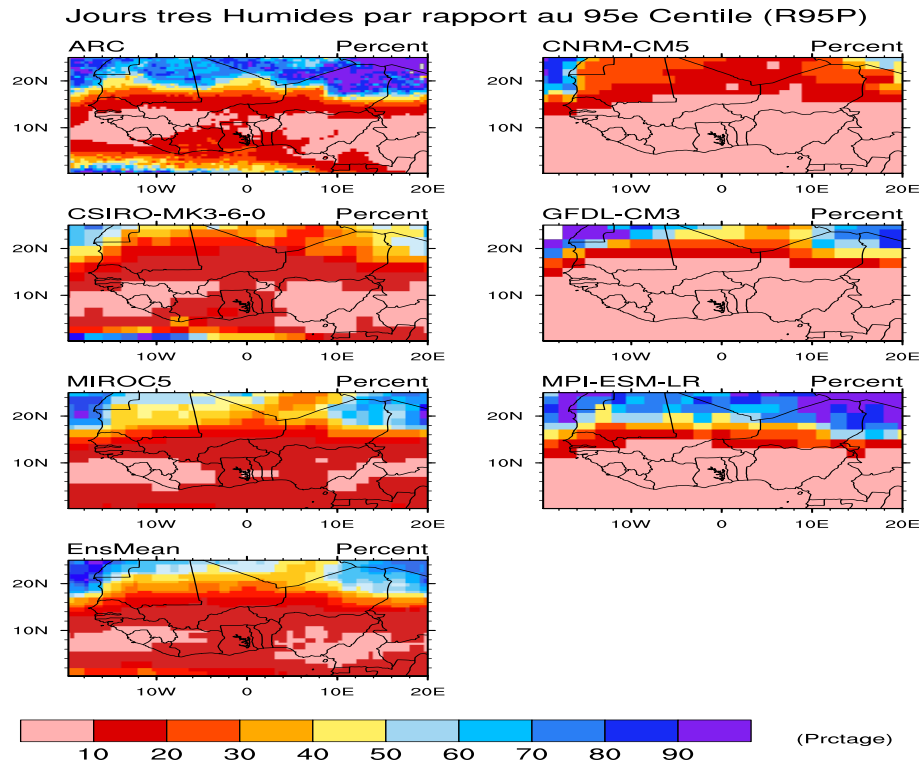 Jours tres Humides par rapport au 95e Centile (R95P)
ARC Percent
20N
10N
10W 0 10E 20E
CNRM-CM5 Percent
20N
10N
10W 0 10E 20E
CSIRO-MK3-6-0 Percent
20N
10N
10W 0 10E 20E
GFDL-CM3 Percent
20N
10N
10W 0 10E 20E
MIROC5 Percent
20N
10N
10W 0 10E 20E
MPI-ESM-LR Percent
20N
10N
10W 0 10E 20E
EnsMean Percent
20N
10N
10W 0 10E 20E
10 20 30 40 50 60 70 80 90 (Prctage)